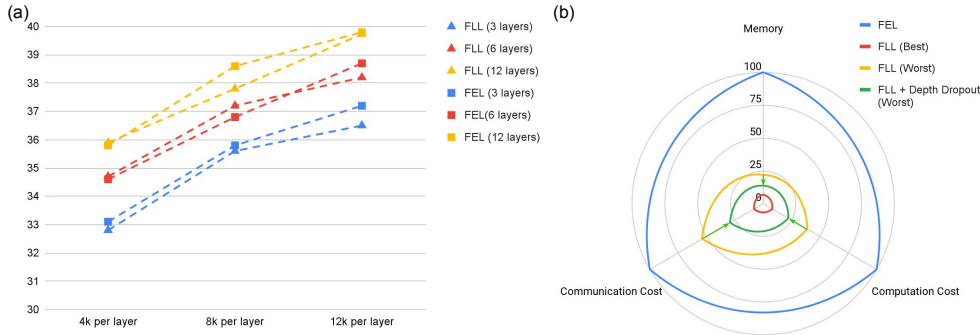 (a)
40
39
38
37
36
35
34
33
32
31
30
4k per layer
8k per layer
12k per layer
FLL (3 layers)
FLL (6 layers)
FLL (12 layers)
FEL (3 layers)
FEL(6 layers)
FEL (12 layers)
(b)
Memory
100
75
50
25
0
Communication Cost
Computation Cost
FEL
FLL (Best)
FLL (Worst)
FLL + Depth Dropout
(Worst)